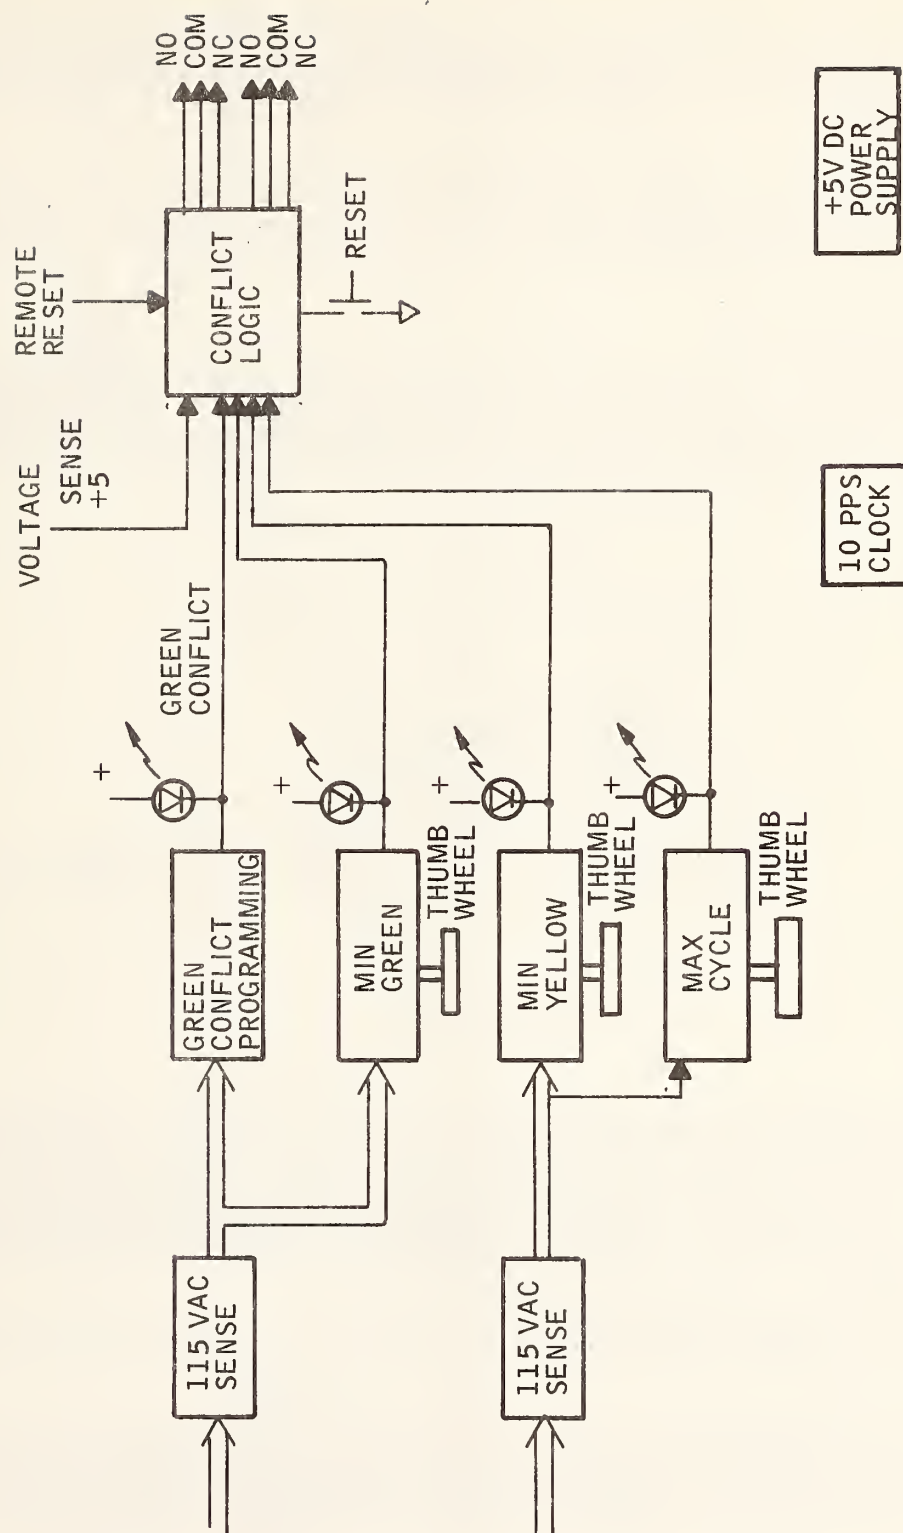 115 VAC
SENSE
115 VAC
SENSE
GREEN
CONFLICT
PROGRAMMING
MIN
GREEN
THUMB
WHEEL
MIN
YELLOW
THUMB
WHEEL
MAX
CYCLE
THUMB
WHEEL
+
+
+
+
GREEN
CONFLICT
VOLTAGE
SENSE
+5
REMOTE
RESET
CONFLICT
LOGIC
RESET
NO
COM
NC
NO
COM
NC
10 PPS
CLOCK
+5V DC
POWER
SUPPLY